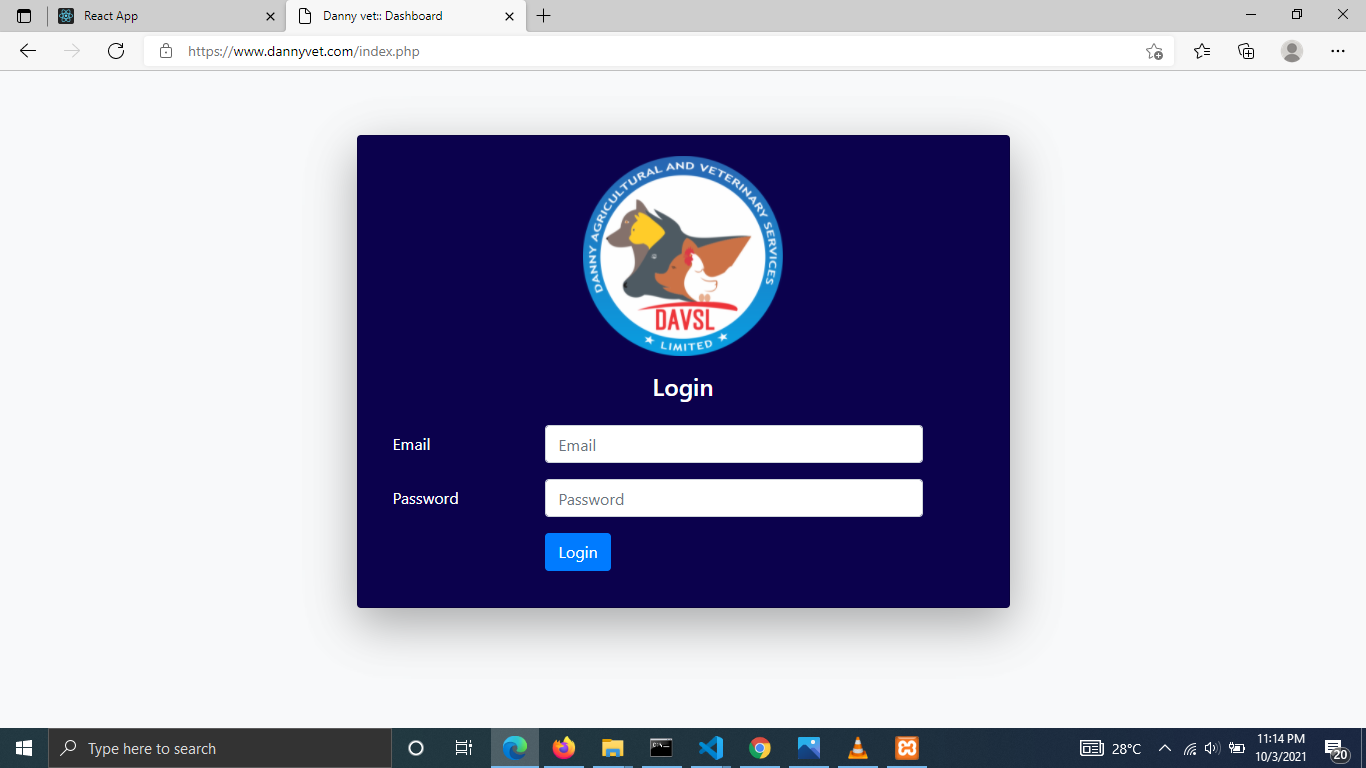 React App
Danny vet:: Dashboard
https://www.dannyvet.com/index.php
DANNY AGRICULTURAL AND VETERINARY SERVICES
DAVSL
LIMITED
Login
Email
Email
Password
Password
Login
Type here to search
28°C
11:14 PM
10/3/2021
20